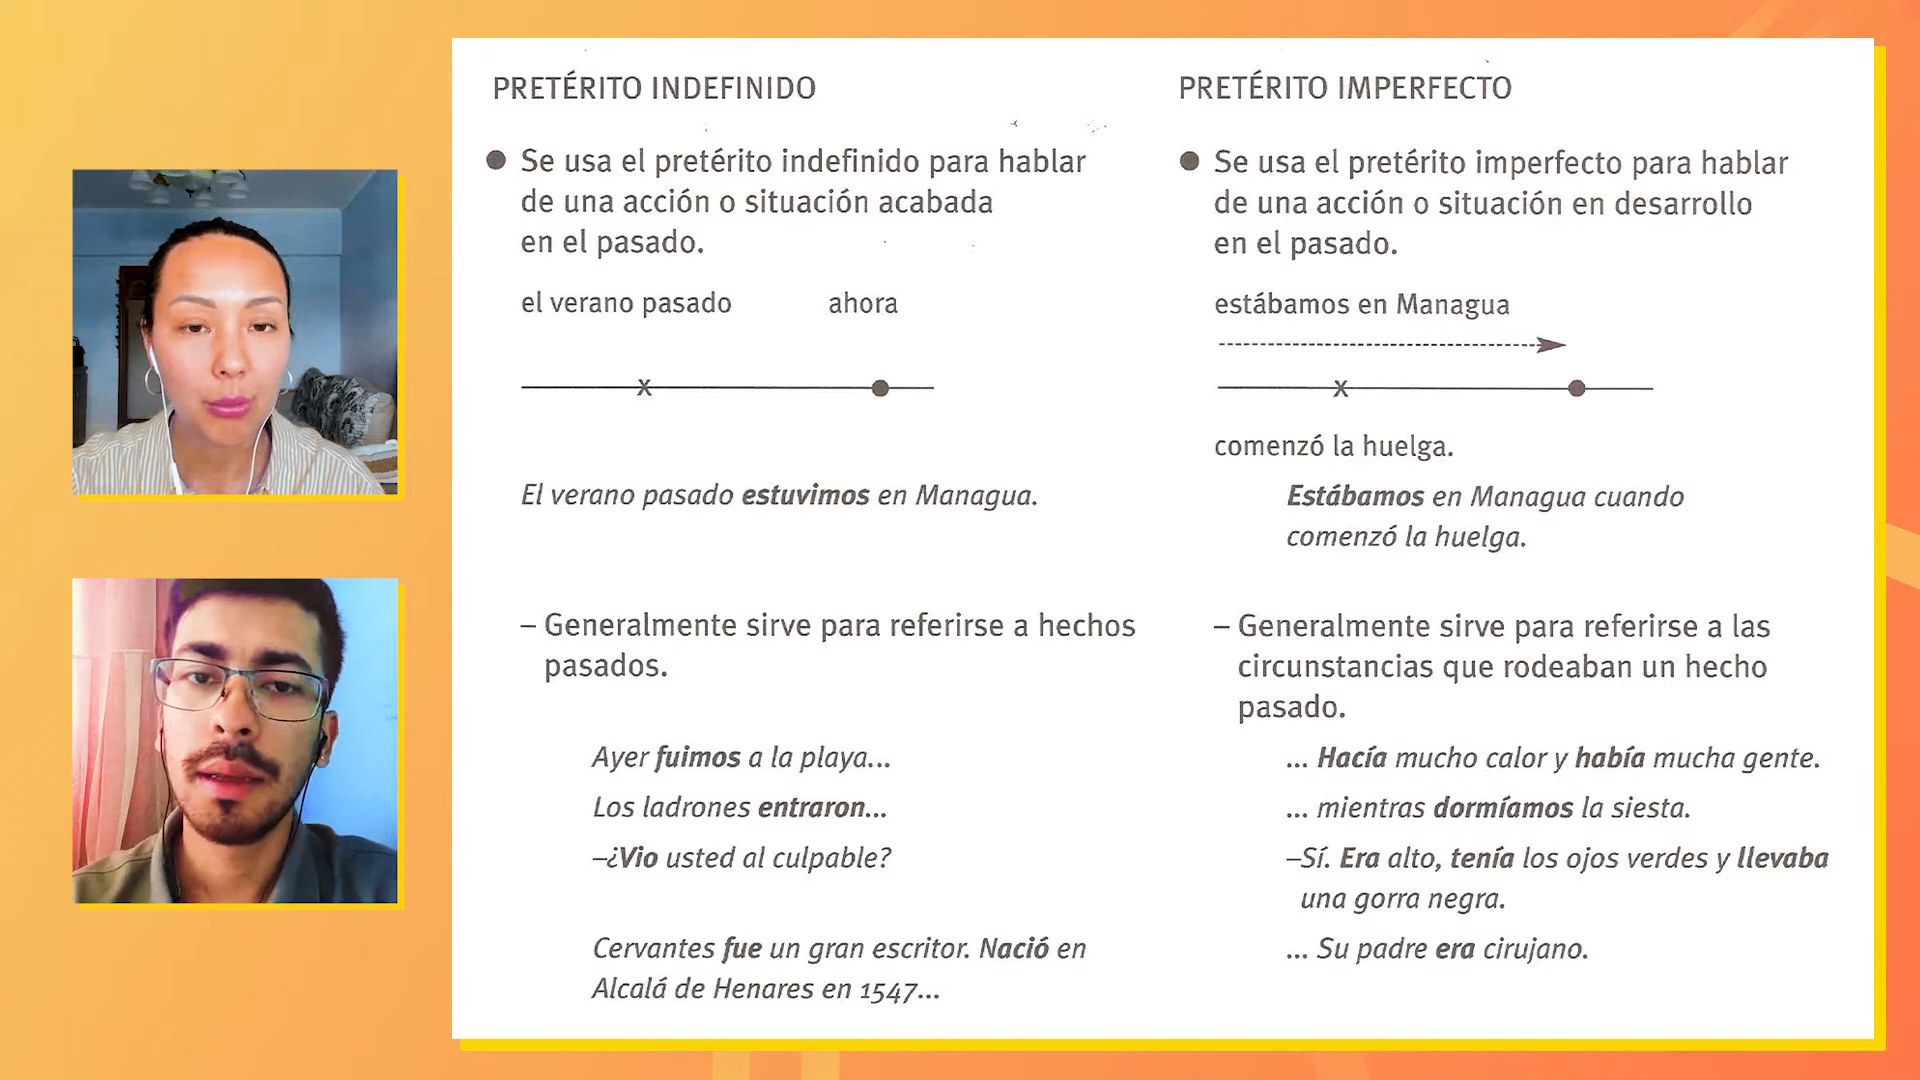 PRETÉRITO INDEFINIDO
● Se usa el pretérito indefinido para hablar
de una acción o situación acabada
en el pasado.
el verano pasado ahora
x
El verano pasado estuvimos en Managua.
– Generalmente sirve para referirse a hechos
pasados.
Ayer fuimos a la playa...
Los ladrones entraron...
–¿Vio usted al culpable?
Cervantes fue un gran escritor. Nació en
Alcalá de Henares en 1547...
PRETÉRITO IMPERFECTO
● Se usa el pretérito imperfecto para hablar
de una acción o situación en desarrollo
en el pasado.
estábamos en Managua
x
comenzó la huelga.
Estábamos en Managua cuando
comenzó la huelga.
– Generalmente sirve para referirse a las
circunstancias que rodeaban un hecho
pasado.
... Hacía mucho calor y había mucha gente.
... mientras dormíamos la siesta.
–Sí. Era alto, tenía los ojos verdes y llevaba
una gorra negra.
... Su padre era cirujano.